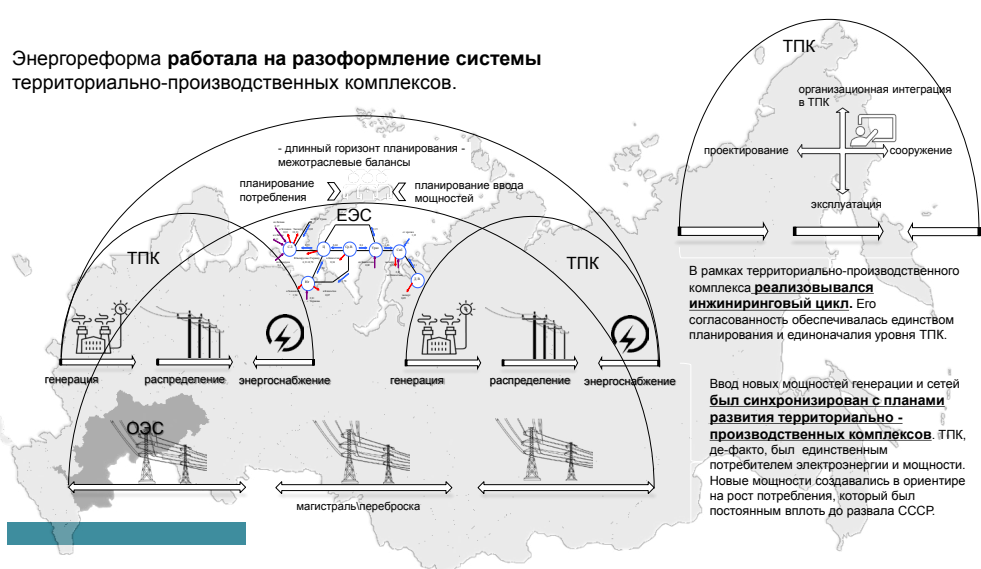 Энергореформа работала на разоформление системы
территориально-производственных комплексов.
- длинный горизонт планирования -
межотраслевые балансы
планирование
потребления
планирование ввода
мощностей
ЕЭС
ТПК
ТПК
генерация
распределение
энергоснабжение
генерация
распределение
энергоснабжение
ОЭС
магистраль\переброска
ТПК
организационная интеграция
в ТПК
проектирование
сооружение
эксплуатация
В рамках территориально-производственного
комплекса реализовывался
инжиниринговый цикл. Его
согласованность обеспечивалась единством
планирования и единоначалия уровня ТПК.
Ввод новых мощностей генерации и сетей
был синхронизирован с планами
развития территориально -
производственных комплексов. ТПК,
де-факто, был единственным
потребителем электроэнергии и мощности.
Новые мощности создавались в ориентире
на рост потребления, который был
постоянным вплоть до развала СССР.